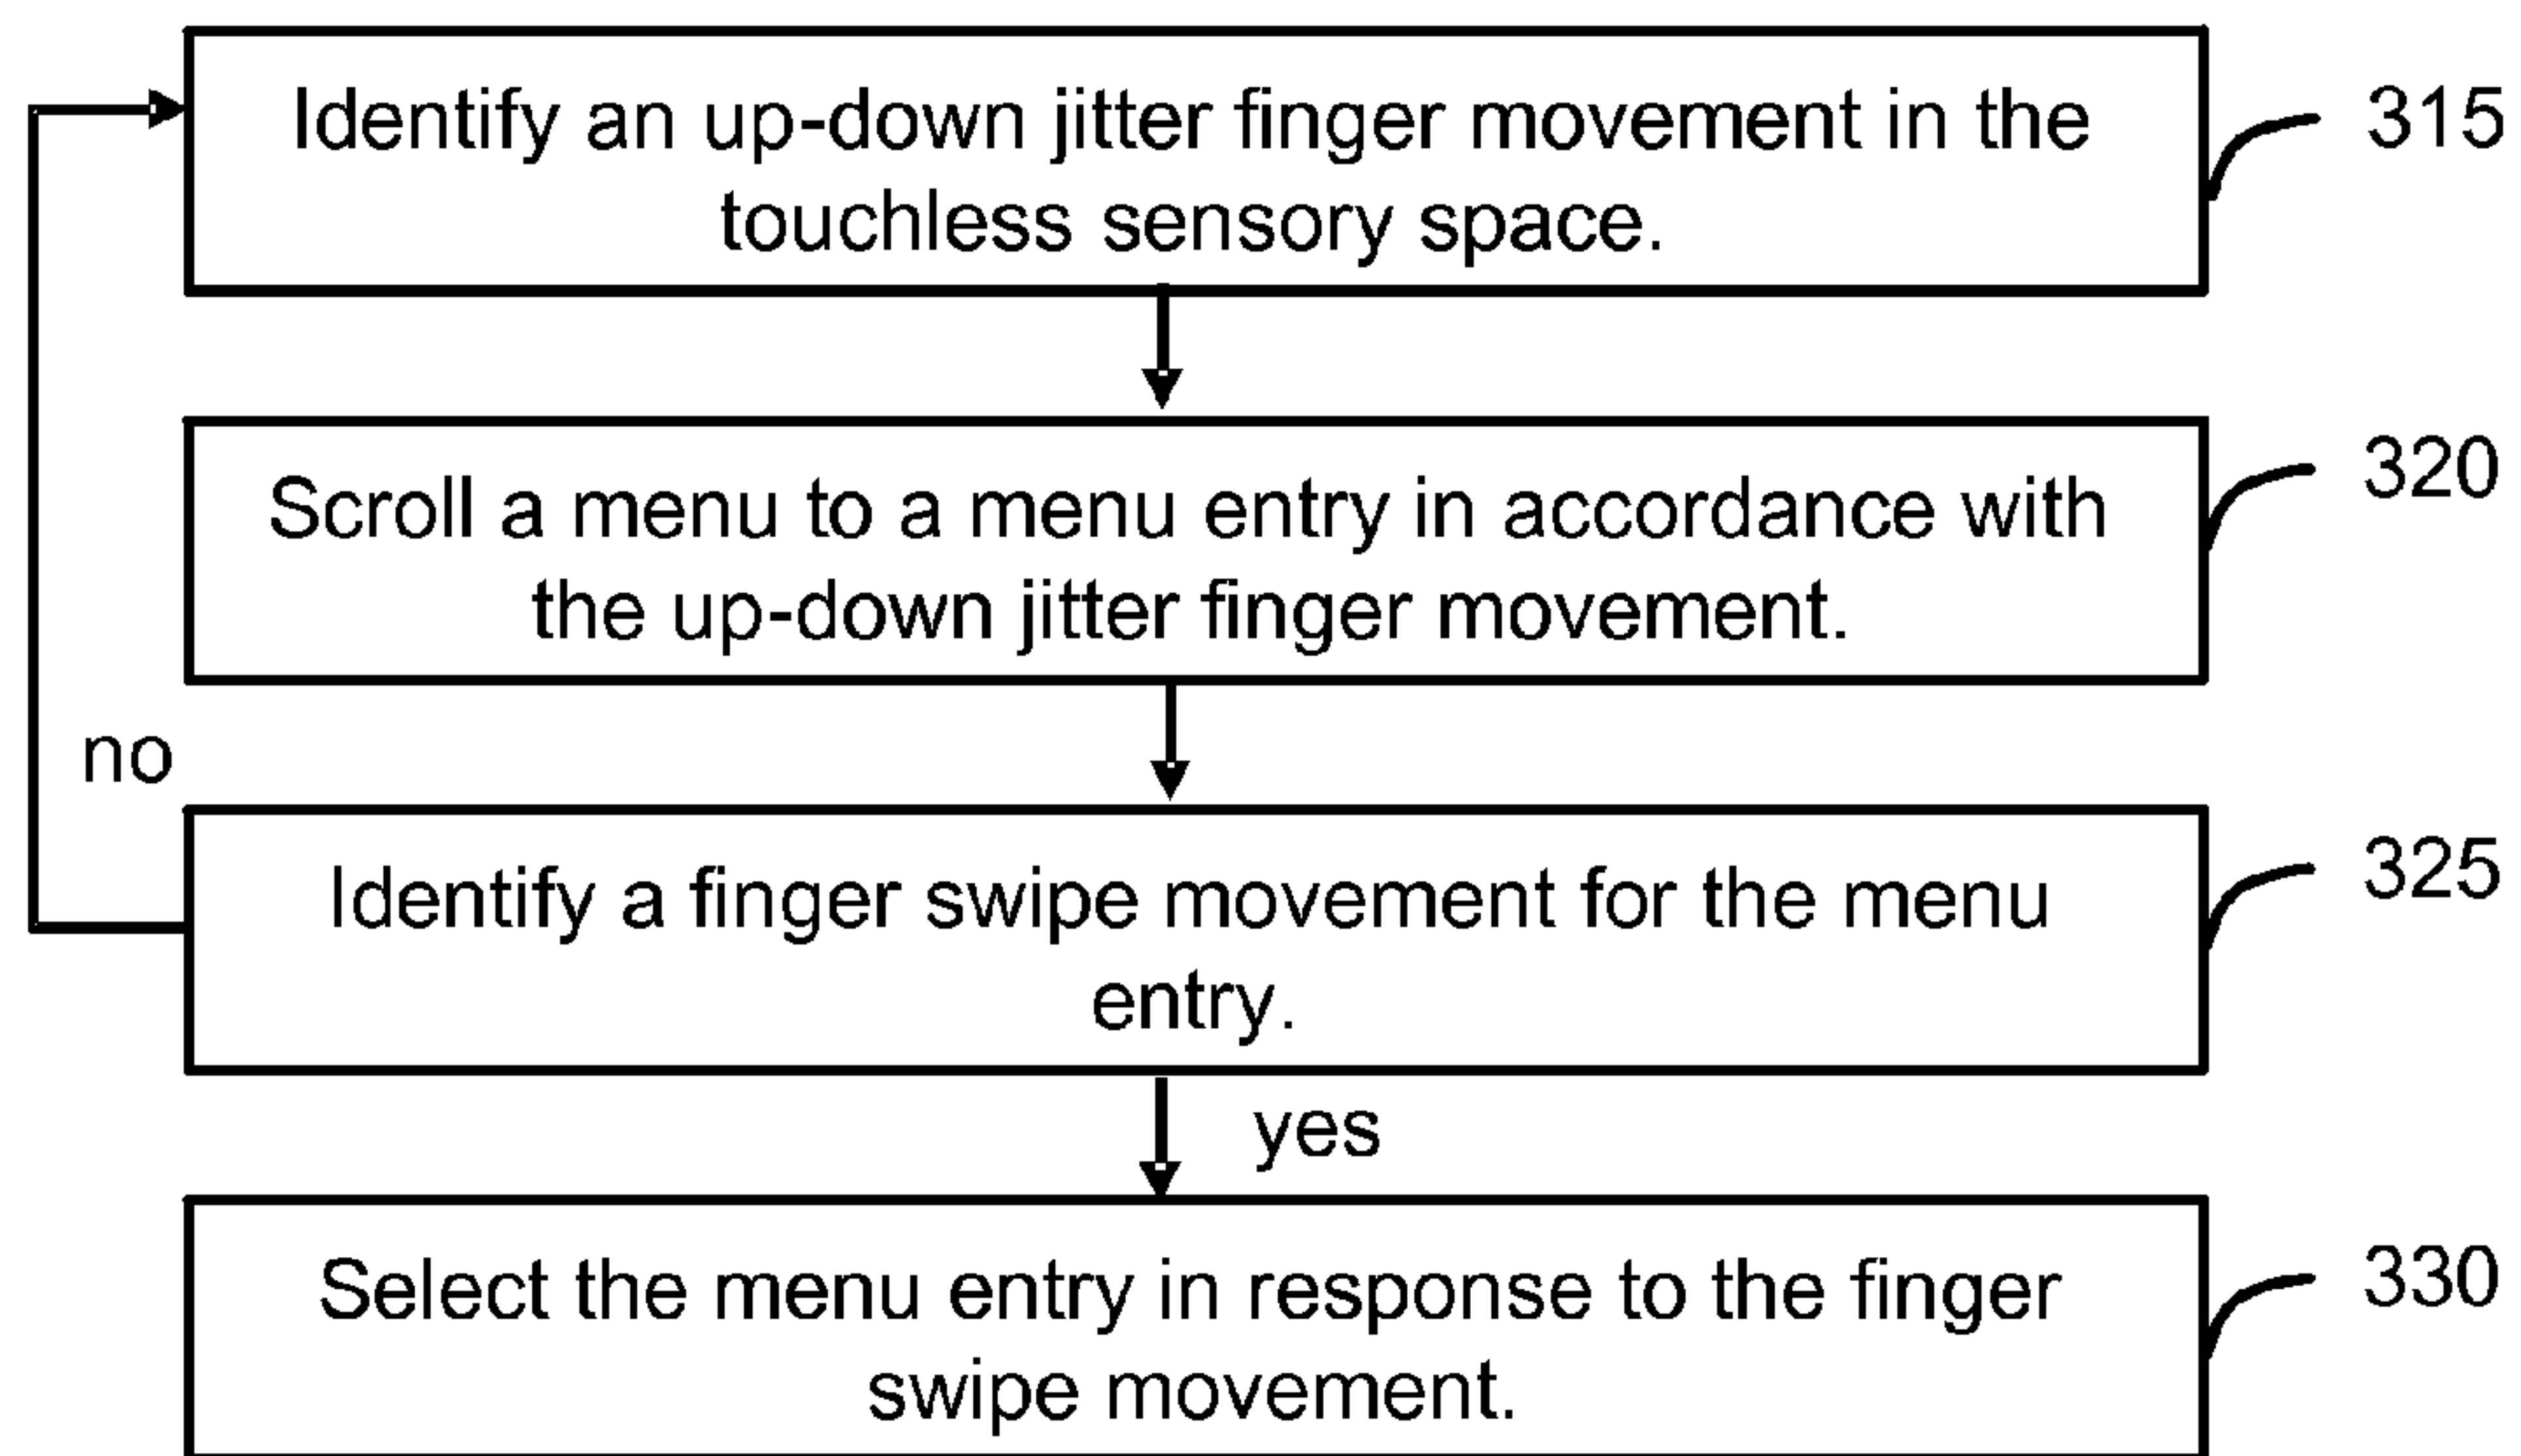 Identify an up-down jitter finger movement in the
touchless sensory space.
315
Scroll a menu to a menu entry in accordance with
the up-down jitter finger movement.
320
no
Identify a finger swipe movement for the menu
entry.
325
yes
Select the menu entry in response to the finger
swipe movement.
330